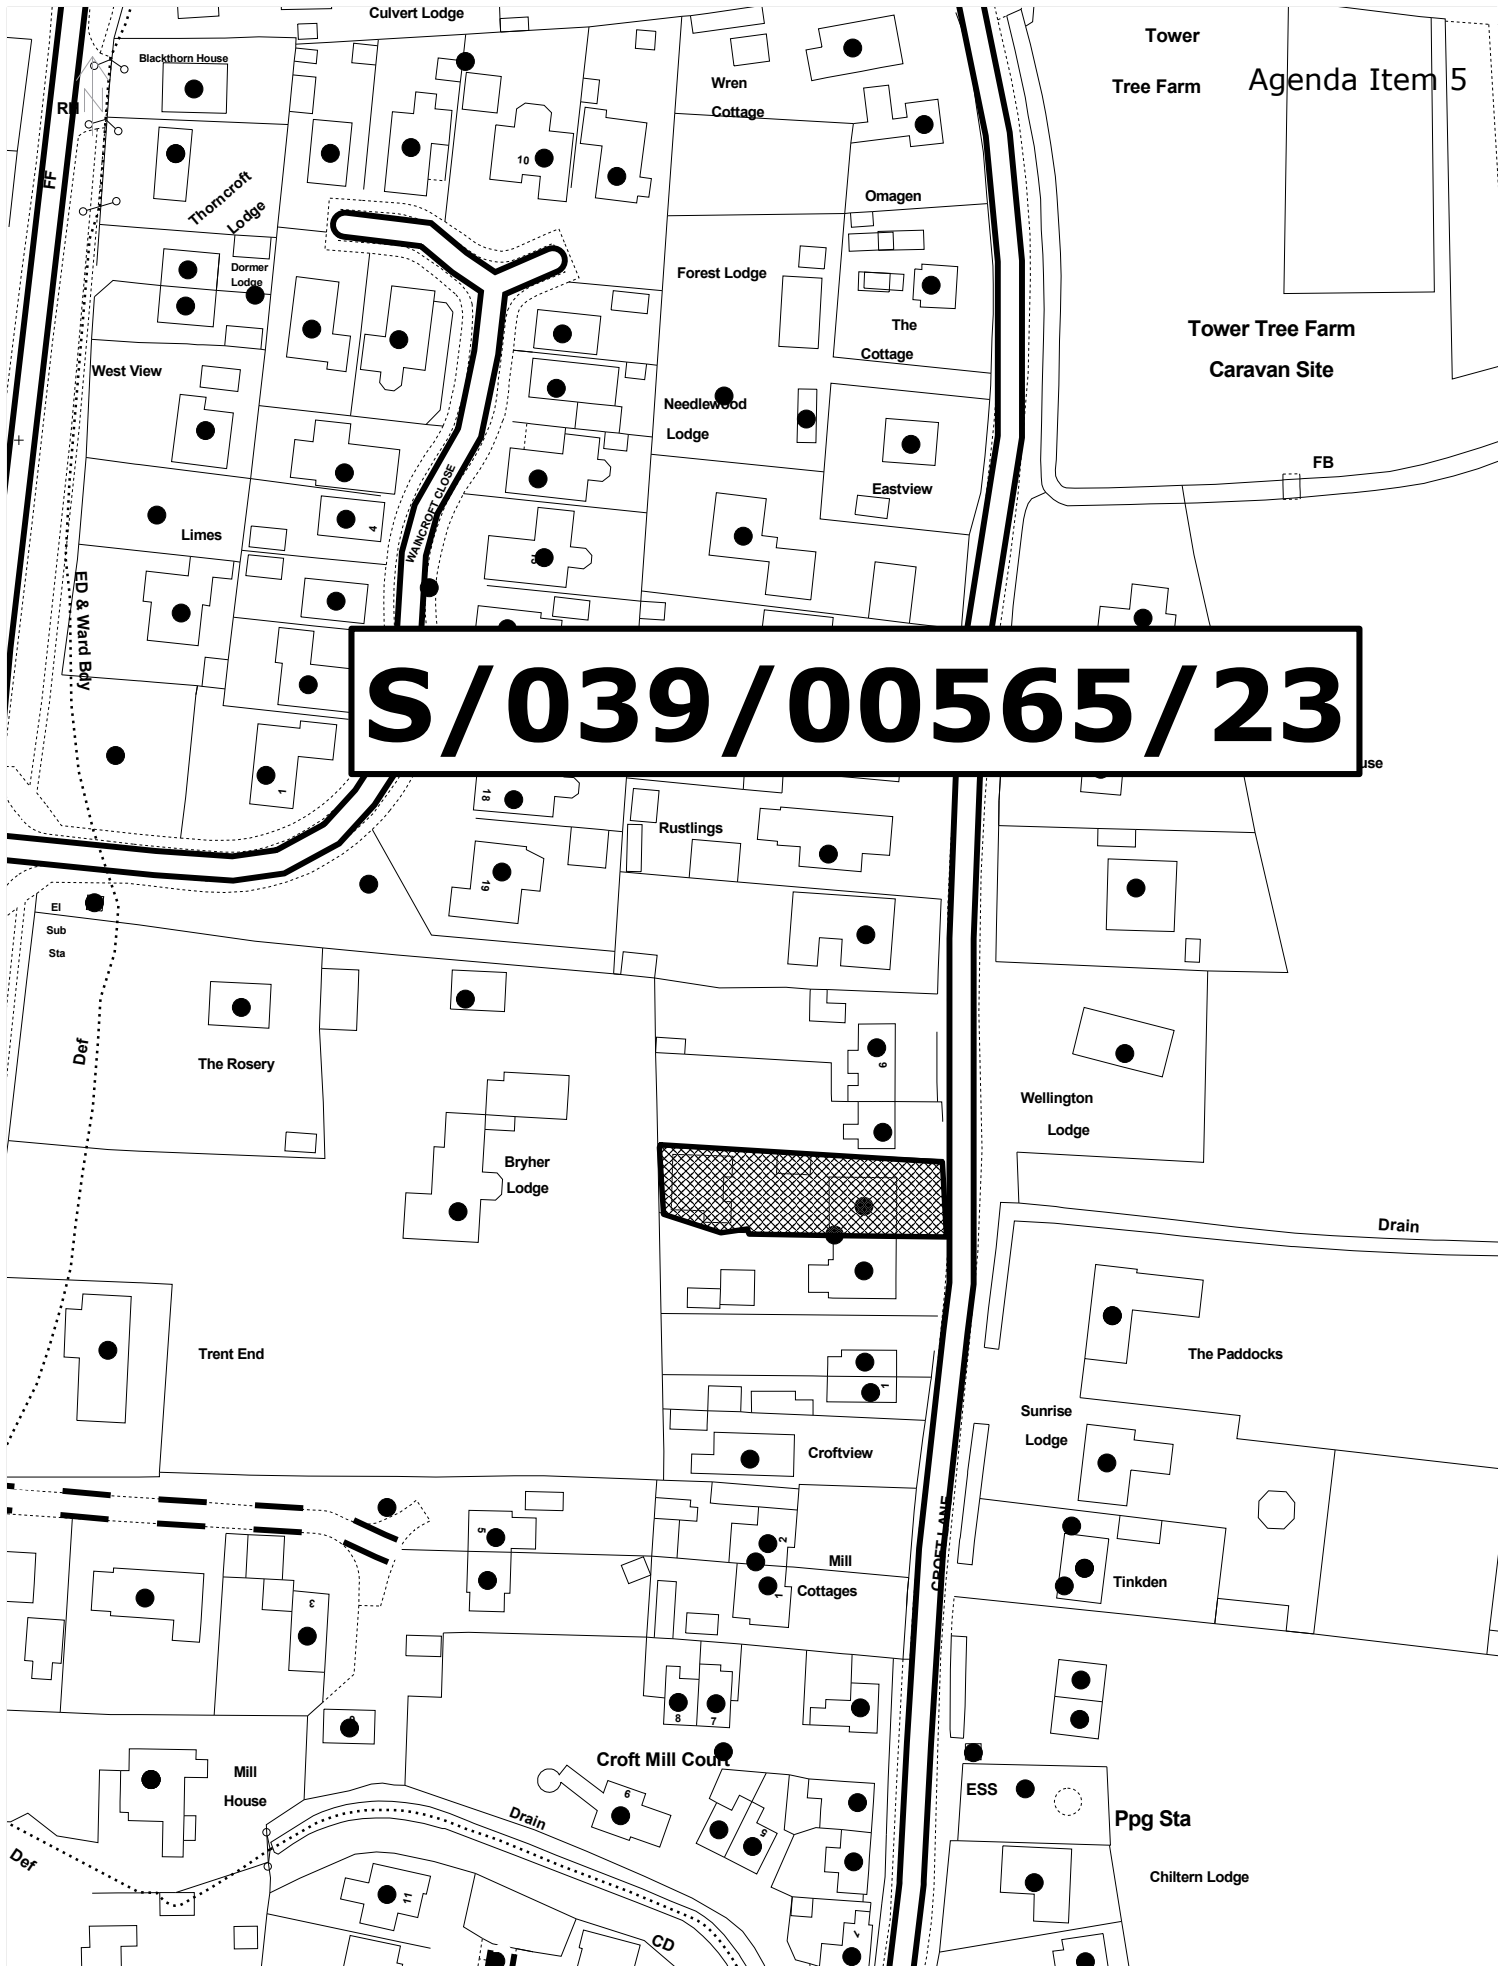 Culvert Lodge
Tower
Tree Farm
Agenda Item 5
Blackthorn House
Wren
Cottage
RH
FF
10
Thorncroft
Lodge
Omagen
Dormer
Lodge
Forest Lodge
The
Cottage
Tower Tree Farm
Caravan Site
West View
Needlewood
Lodge
FB
Eastview
WAINCROFT CLOSE
4
Limes
ED & Ward Bdy
S/039/00565/23
use
1
18
Rustlings
19
El
Sub
Sta
Def
The Rosery
9
Wellington
Lodge
Bryher
Lodge
Drain
Trent End
The Paddocks
1
Sunrise
Lodge
Croftview
CROFT LANE
5
2
Mill
Cottages
1
Tinkden
3
8
7
Croft Mill Court
Mill
House
ESS
Ppg Sta
6
Drain
5
Def
Chiltern Lodge
11
CD